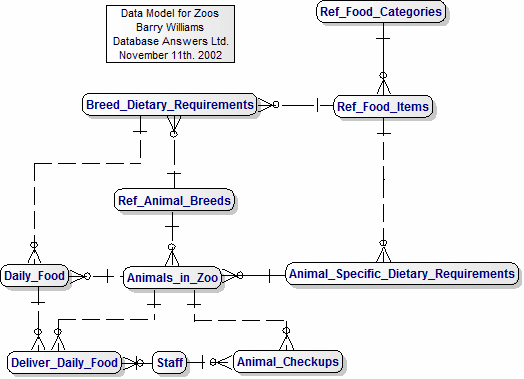 Data Model for Zoos
Barry Williams
Database Answers Ltd.
November 11th. 2002
Ref_Food_Categories
Breed_Dietary_Requirements
Ref_Food_Items
Ref_Animal_Breeds
Daily_Food
Animals_in_Zoo
Animal_Specific_Dietary_Requirements
Deliver_Daily_Food
Staff
Animal_Checkups